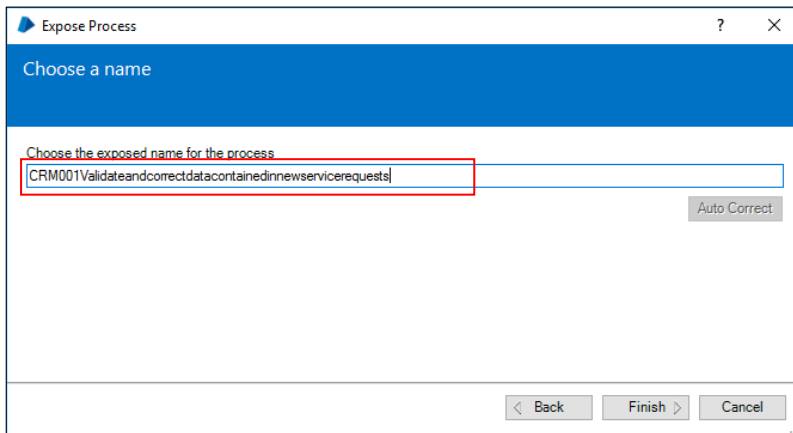 Expose Process
?
Choose a name
Choose the exposed name for the process
CRM001Validateandcorrectdatacontainedinnewservicerequests
Auto Correct
Back
Finish
Cancel